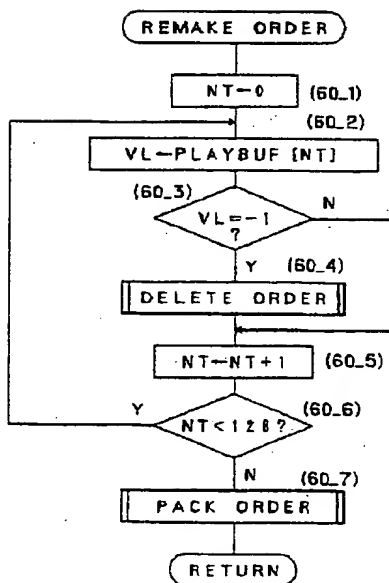 REMAKE ORDER
NT←0 (60_1)
(60_2)
VL←PLAYBUF [NT]
(60_3)
VL=-1
?
N
Y (60_4)
DELETE ORDER
NT←NT+1 (60_5)
Y (60_6)
NT<128?
N (60_7)
PACK ORDER
RETURN